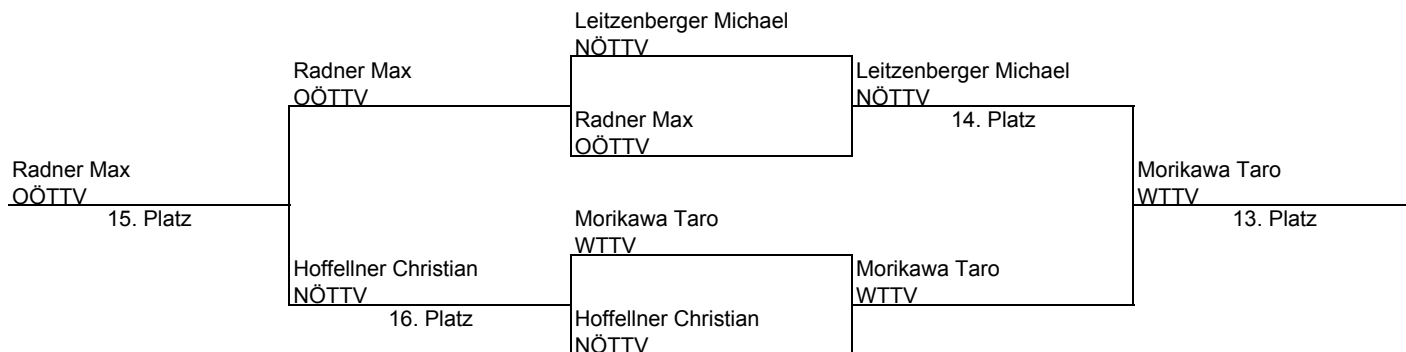 Leitzenberger Michael
NÖTTV
Radner Max
OÖTTV
Leitzenberger Michael
NÖTTV
14. Platz
Radner Max
OÖTTV
Radner Max
OÖTTV
15. Platz
Morikawa Taro
WTTV
13. Platz
Morikawa Taro
WTTV
Hoffellner Christian
NÖTTV
16. Platz
Morikawa Taro
WTTV
Hoffellner Christian
NÖTTV